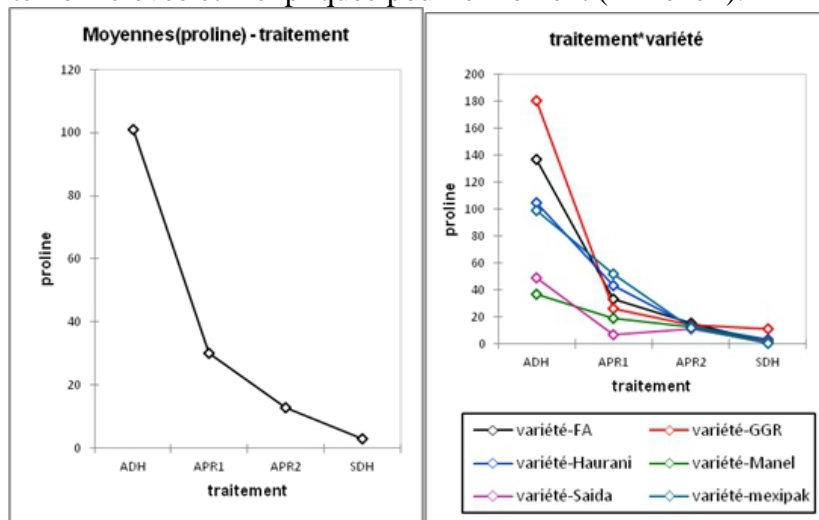 Moyennes(proline) - traitement
120
100
80
60
40
20
0
proline
ADH APR1 APR2 SDH
traitement
traitement*variété
200
180
160
140
120
100
80
60
40
20
0
proline
ADH APR1 APR2 SDH
traitement
variété-FA variété-GGR
variété-Haurani variété-Manel
variété-Saida variété-mexipak